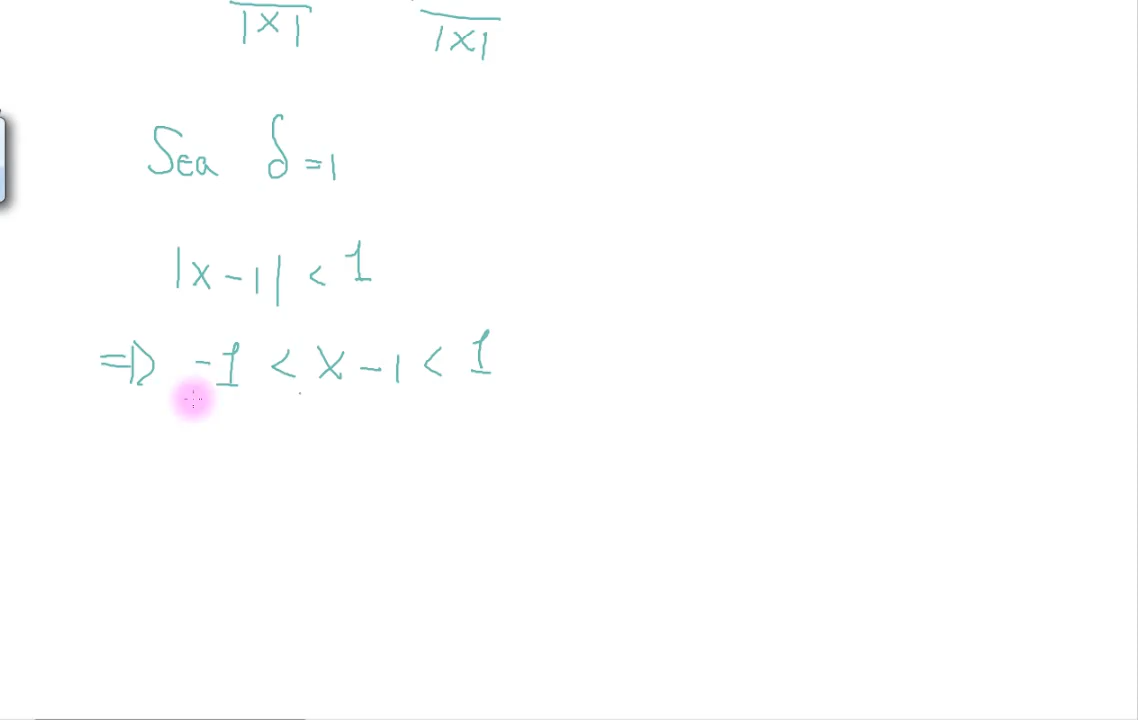 |x| |x|
Sea δ=1
|x-1| < 1
⇒ -1 < x-1 < 1